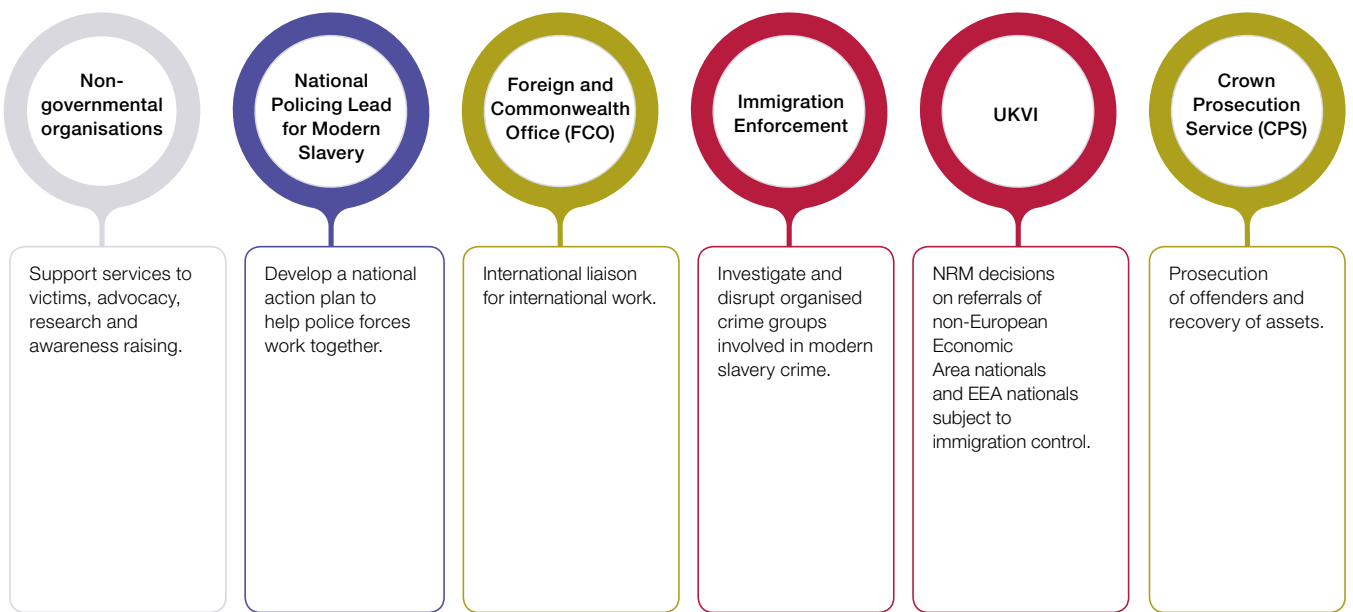 Non-
governmental
organisations
National
Policing Lead
for Modern
Slavery
Foreign and
Commonwealth
Office (FCO)
Immigration
Enforcement
UKVI
Crown
Prosecution
Service (CPS)
Support services to
victims, advocacy,
research and
awareness raising.
Develop a national
action plan to
help police forces
work together.
International liaison
for international work.
Investigate and
disrupt organised
crime groups
involved in modern
slavery crime.
NRM decisions
on referrals of
non-European
Economic
Area nationals
and EEA nationals
subject to
immigration control.
Prosecution
of offenders and
recovery of assets.